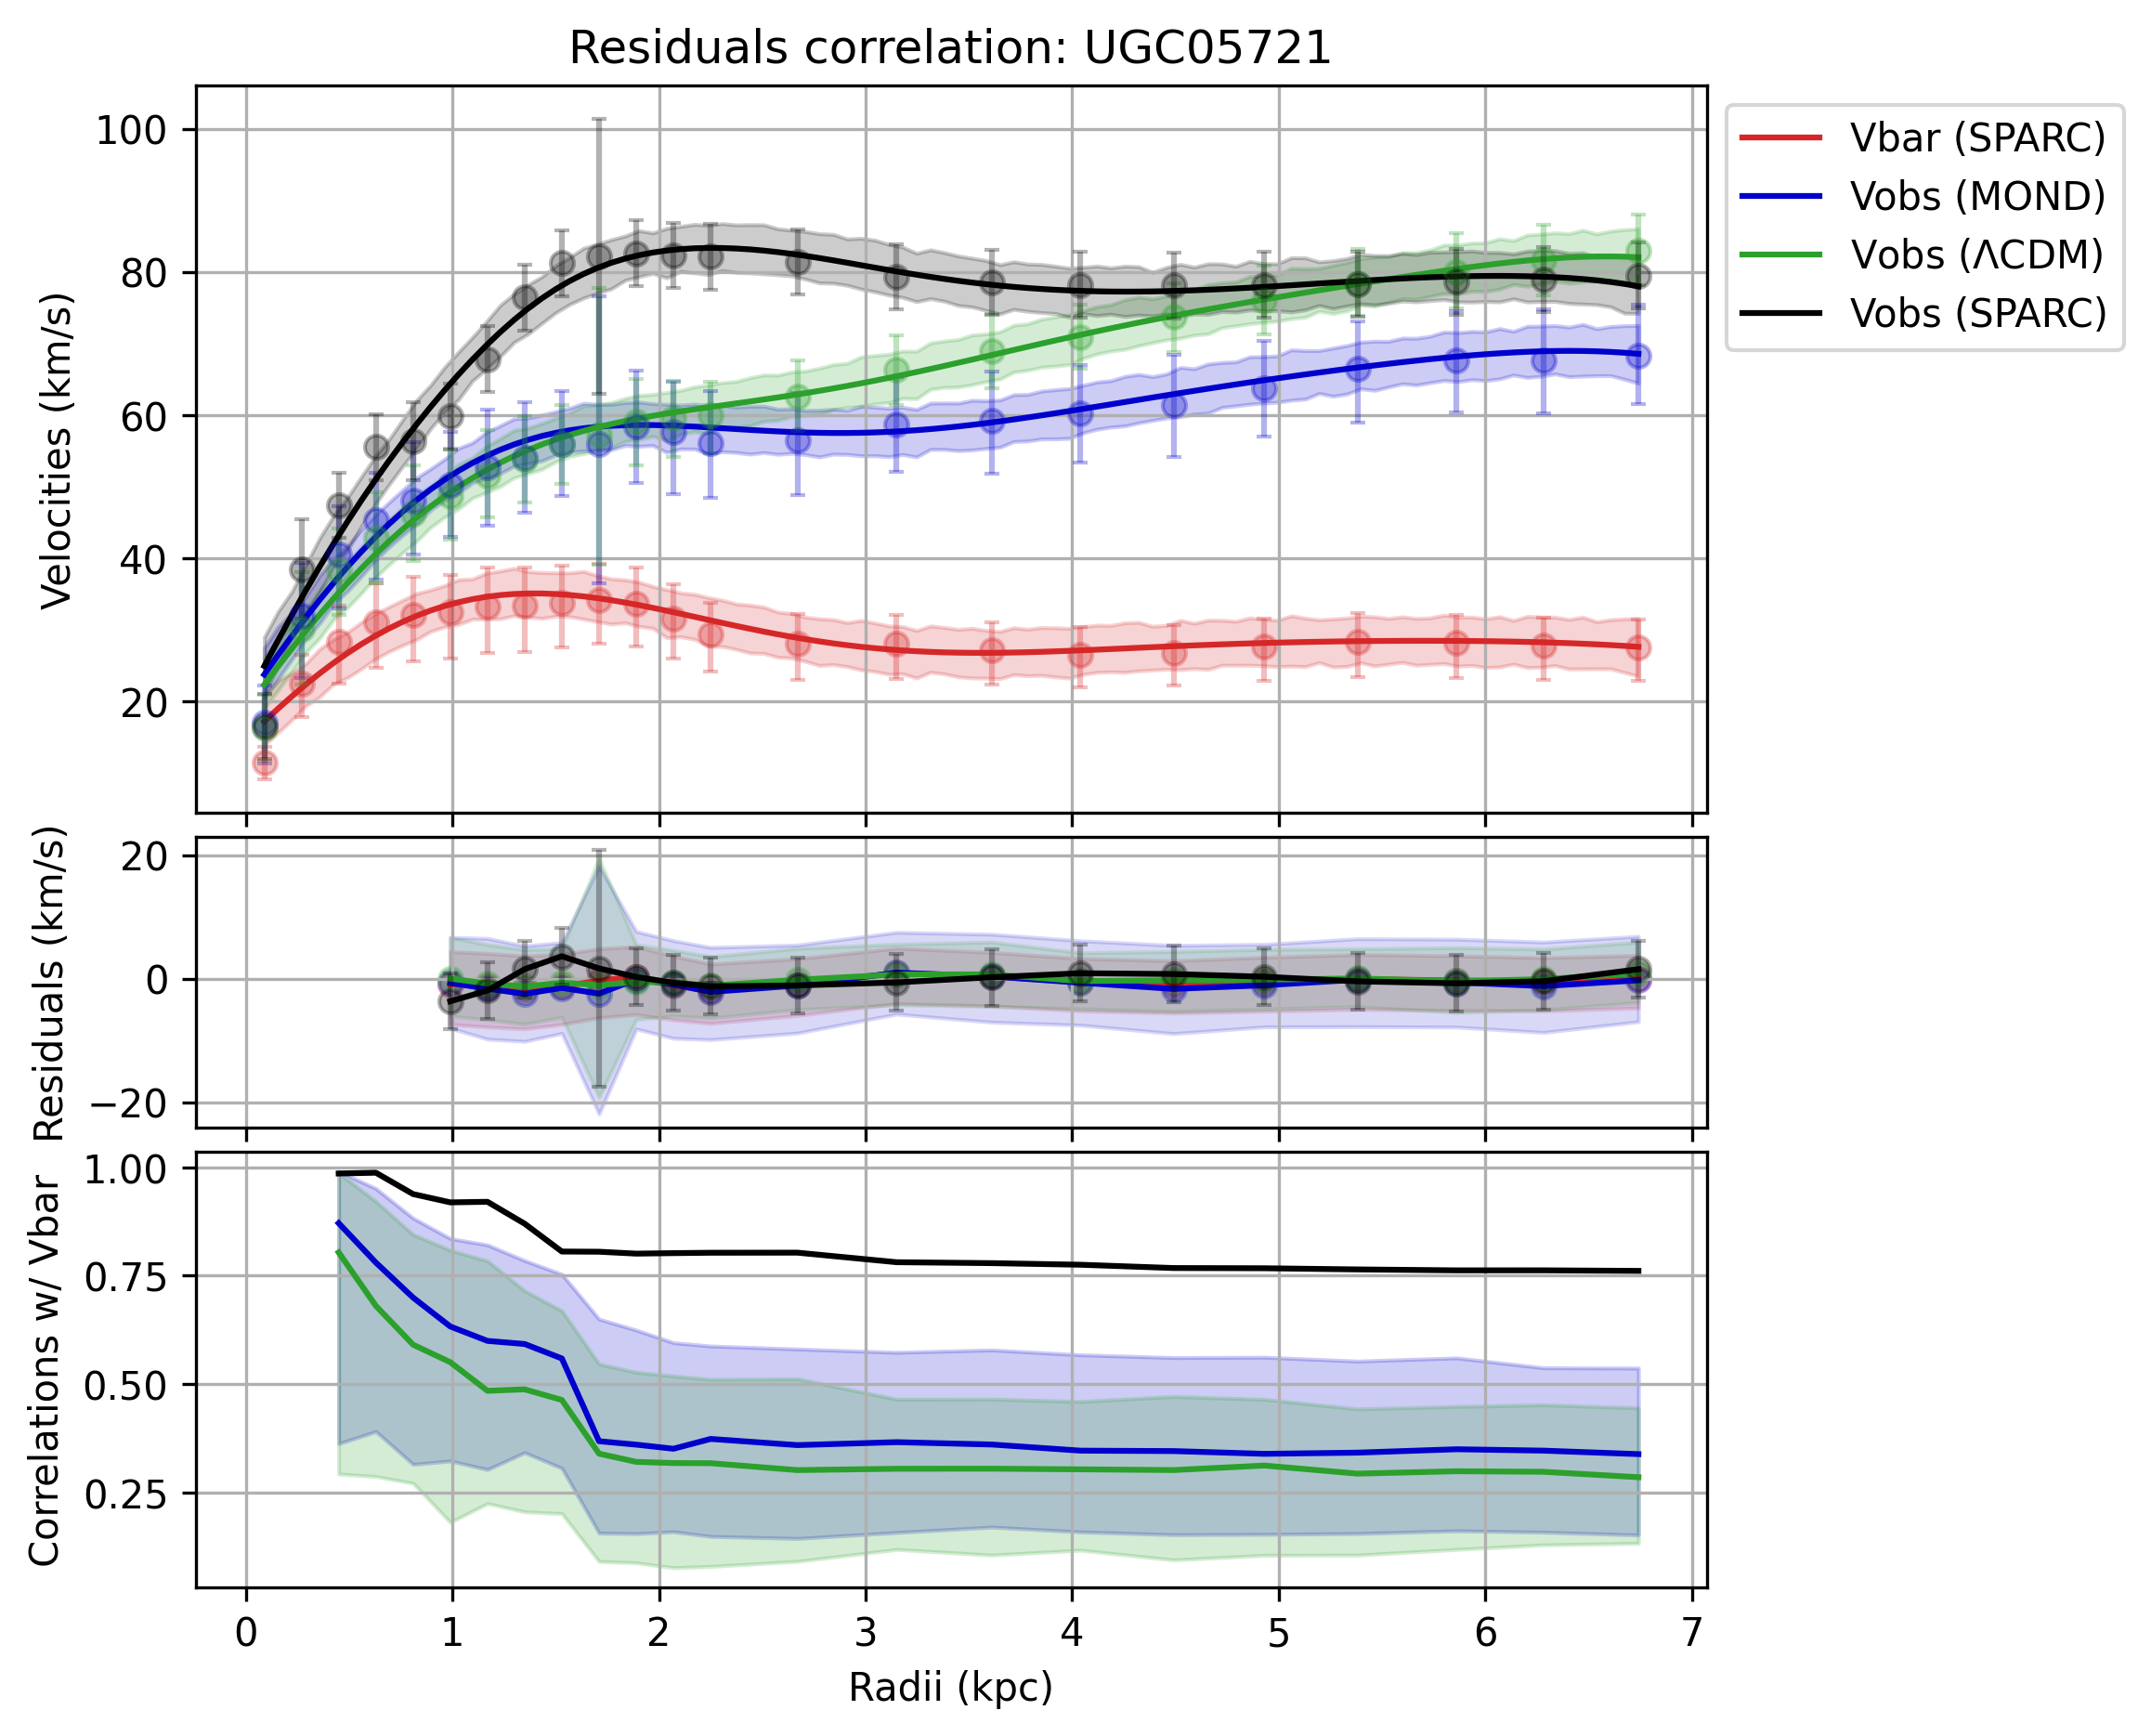 Residuals correlation: UGC05721
Velocities (km/s)
100
80
60
40
20
Vbar (SPARC)
Vobs (MOND)
Vobs (ΛCDM)
Vobs (SPARC)
Residuals (km/s)
20
0
−20
Correlations w/ Vbar
1.00
0.75
0.50
0.25
0 1 2 3 4 5 6 7
Radii (kpc)